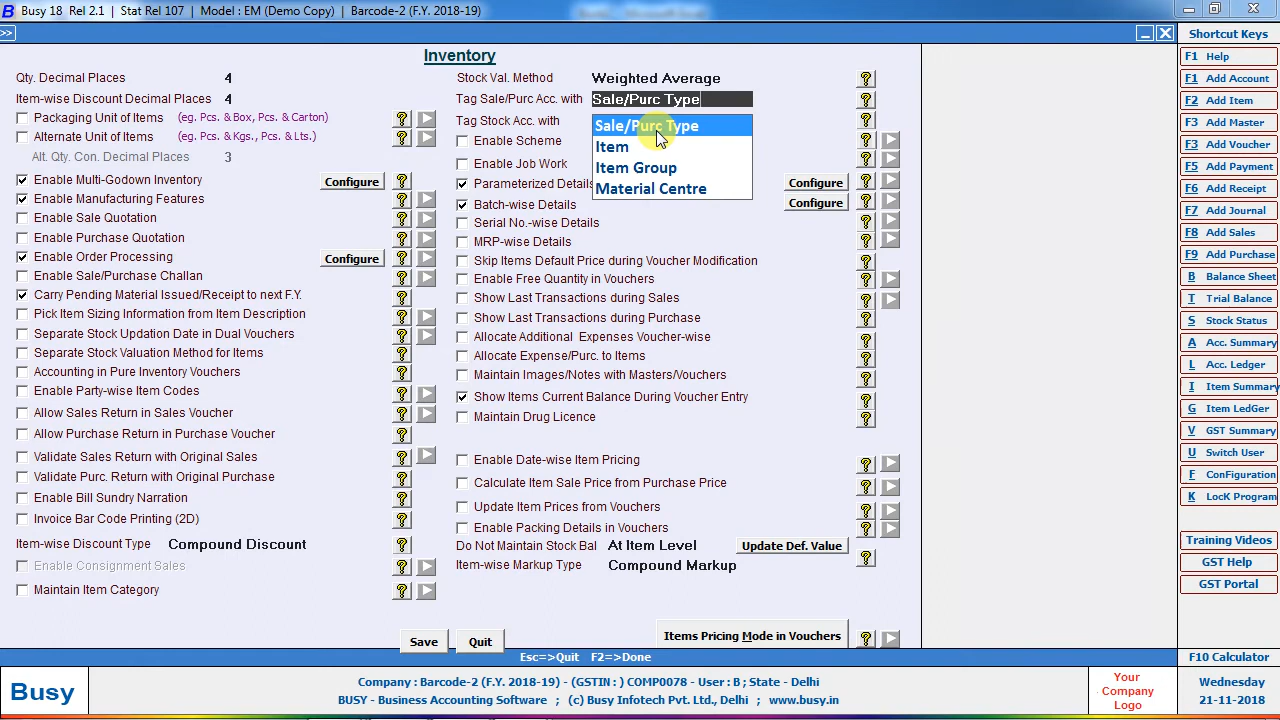 Busy 18 Rel 2.1 | Stat Rel 107 | Model : EM (Demo Copy) | Barcode-2 (F.Y. 2018-19)
>>
Inventory
Qty. Decimal Places 4
Item-wise Discount Decimal Places 4
Packaging Unit of Items (eg. Pcs. & Box, Pcs. & Carton) ?
Alternate Unit of Items (eg. Pcs. & Kgs., Pcs. & Lts.) ?
Alt. Qty. Con. Decimal Places 3
Enable Multi-Godown Inventory Configure ?
Enable Manufacturing Features ?
Enable Sale Quotation ?
Enable Purchase Quotation ?
Enable Order Processing Configure ?
Enable Sale/Purchase Challan ?
Carry Pending Material Issued/Receipt to next F.Y. ?
Pick Item Sizing Information from Item Description ?
Separate Stock Updation Date in Dual Vouchers ?
Separate Stock Valuation Method for Items ?
Accounting in Pure Inventory Vouchers ?
Enable Party-wise Item Codes ?
Allow Sales Return in Sales Voucher ?
Allow Purchase Return in Purchase Voucher ?
Validate Sales Return with Original Sales ?
Validate Purc. Return with Original Purchase ?
Enable Bill Sundry Narration ?
Invoice Bar Code Printing (2D) ?
Item-wise Discount Type Compound Discount ?
Enable Consignment Sales ?
Maintain Item Category ?
Stock Val. Method Weighted Average ?
Tag Sale/Purc Acc. with Sale/Purc Type ?
Tag Stock Acc. with ?
Sale/Purc Type
Item
Item Group
Material Centre
Enable Scheme ?
Enable Job Work ?
Parameterized Details Configure ?
Batch-wise Details Configure ?
Serial No.-wise Details ?
MRP-wise Details ?
Skip Items Default Price during Voucher Modification ?
Enable Free Quantity in Vouchers ?
Show Last Transactions during Sales ?
Show Last Transactions during Purchase ?
Allocate Additional Expenses Voucher-wise ?
Allocate Expense/Purc. to Items ?
Maintain Images/Notes with Masters/Vouchers ?
Show Items Current Balance During Voucher Entry ?
Maintain Drug Licence ?
Enable Date-wise Item Pricing ?
Calculate Item Sale Price from Purchase Price ?
Update Item Prices from Vouchers ?
Enable Packing Details in Vouchers ?
Do Not Maintain Stock Bal At Item Level Update Def. Value
Item-wise Markup Type Compound Markup ?
Save Quit Items Pricing Mode in Vouchers ?
Esc=>Quit F2=>Done
Shortcut Keys
F1 Help
F1 Add Account
F2 Add Item
F3 Add Master
F3 Add Voucher
F5 Add Payment
F6 Add Receipt
F7 Add Journal
F8 Add Sales
F9 Add Purchase
B Balance Sheet
T Trial Balance
S Stock Status
A Acc. Summary
L Acc. Ledger
I Item Summary
G Item LedGer
V GST Summary
U Switch User
F Configuration
K LocK Program
Training Videos
GST Help
GST Portal
F10 Calculator
Busy
Company : Barcode-2 (F.Y. 2018-19) - (GSTIN : ) COMP0078 - User : B ; State - Delhi
BUSY - Business Accounting Software ; (c) Busy Infotech Pvt. Ltd., Delhi ; www.busy.in
Your
Company
Logo
Wednesday
21-11-2018